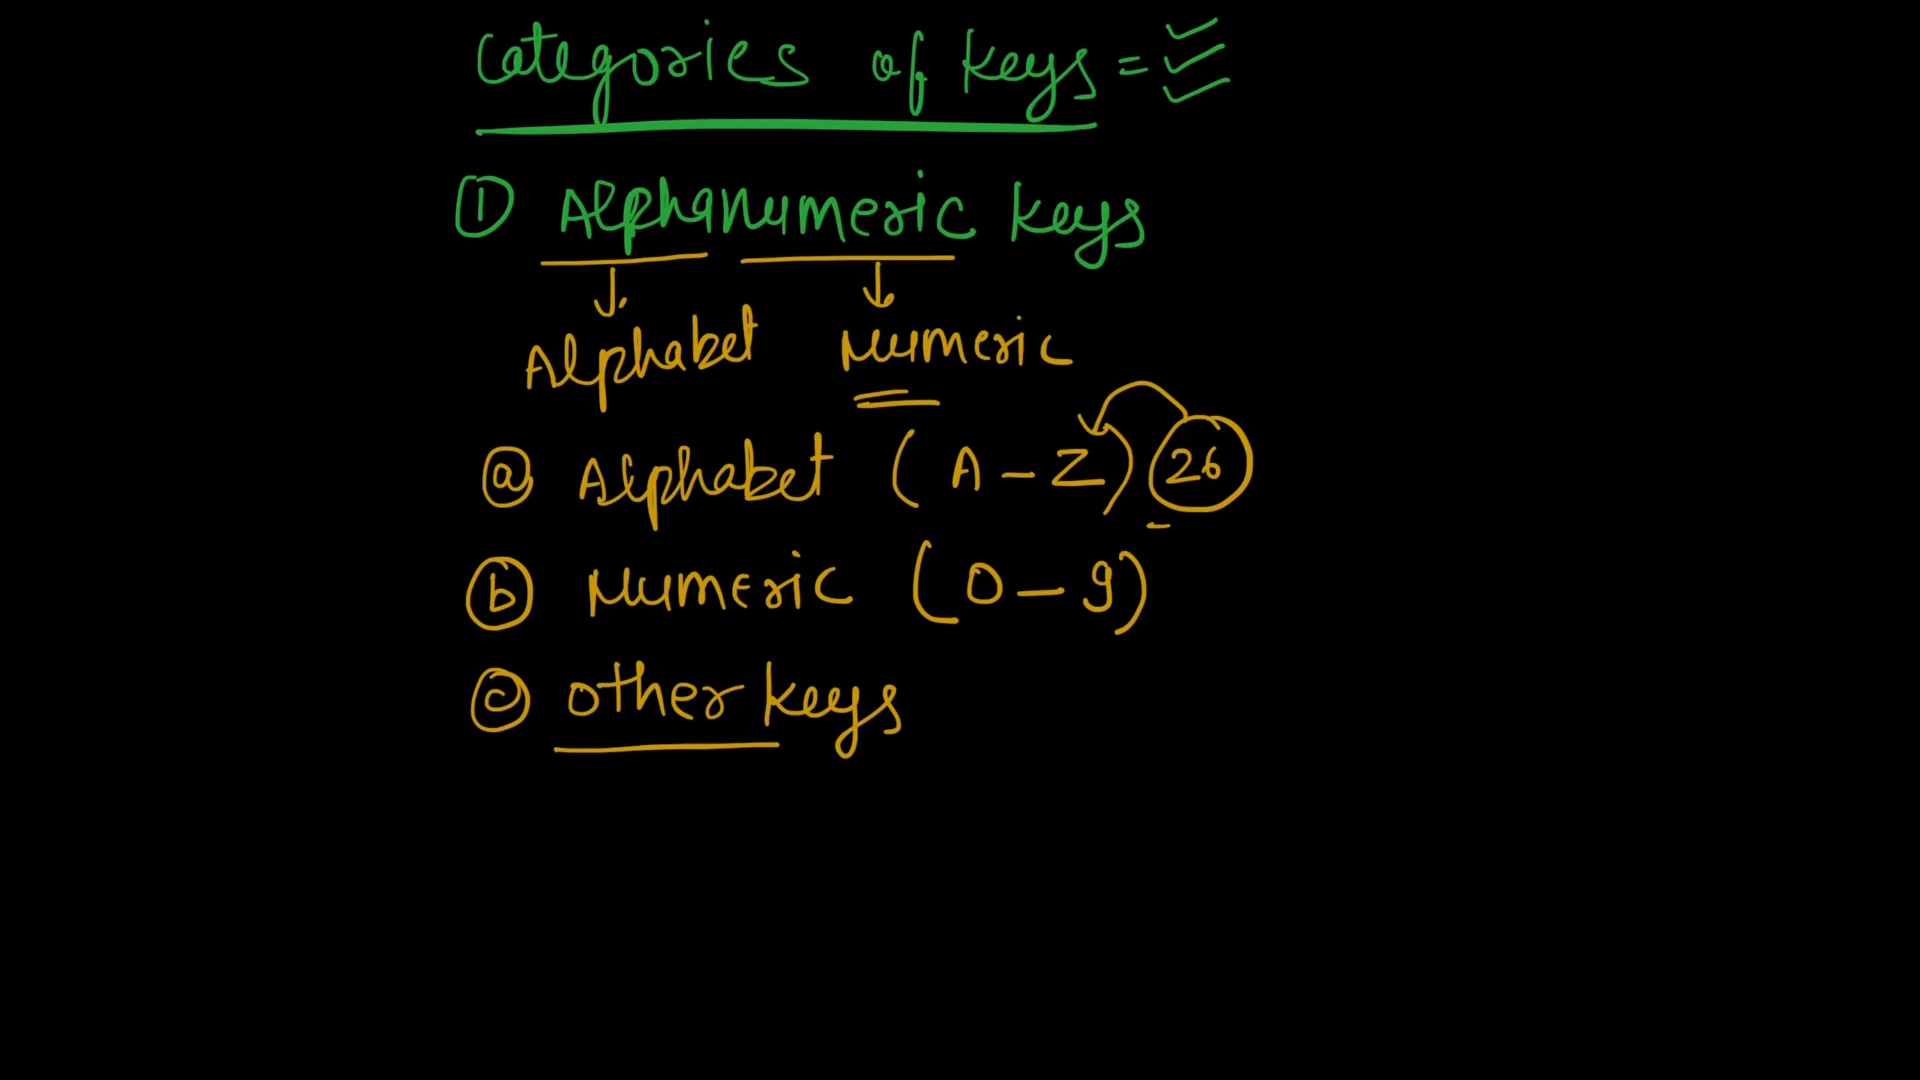 Categories of Keys =
① Alphanumeric Keys
Alphabet Numeric
ⓐ Alphabet (A - Z) 26
ⓑ Numeric (0 - 9)
ⓒ other Keys